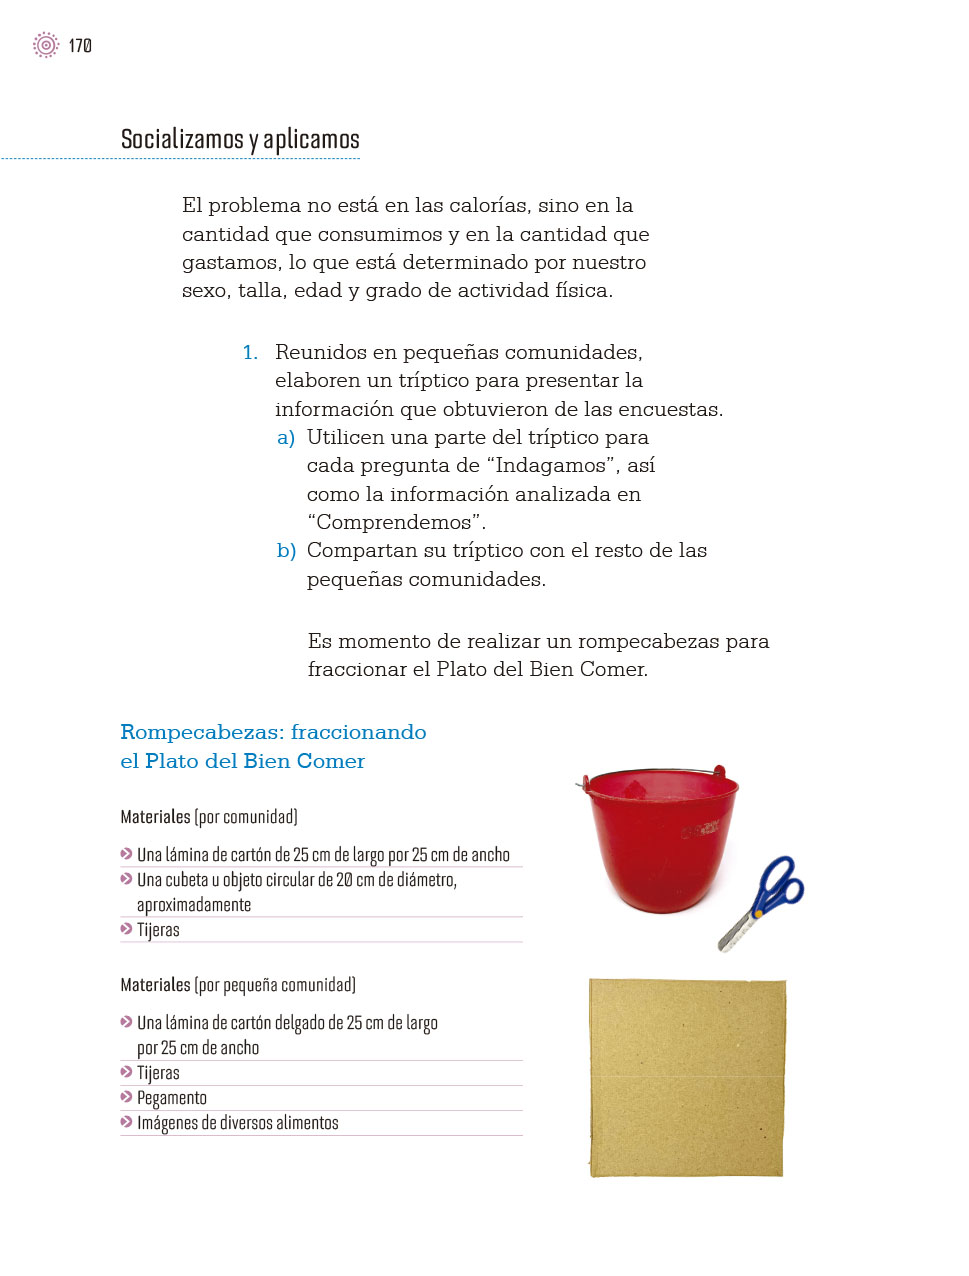 170
Socializamos y aplicamos
El problema no está en las calorías, sino en la
cantidad que consumimos y en la cantidad que
gastamos, lo que está determinado por nuestro
sexo, talla, edad y grado de actividad física.
1. Reunidos en pequeñas comunidades,
elaboren un tríptico para presentar la
información que obtuvieron de las encuestas.
a) Utilicen una parte del tríptico para
cada pregunta de “Indagamos”, así
como la información analizada en
“Comprendemos”.
b) Compartan su tríptico con el resto de las
pequeñas comunidades.
Es momento de realizar un rompecabezas para
fraccionar el Plato del Bien Comer.
Rompecabezas: fraccionando
el Plato del Bien Comer
Materiales (por comunidad)
Una lámina de cartón de 25 cm de largo por 25 cm de ancho
Una cubeta u objeto circular de 20 cm de diámetro,
aproximadamente
Tijeras
Materiales (por pequeña comunidad)
Una lámina de cartón delgado de 25 cm de largo
por 25 cm de ancho
Tijeras
Pegamento
Imágenes de diversos alimentos